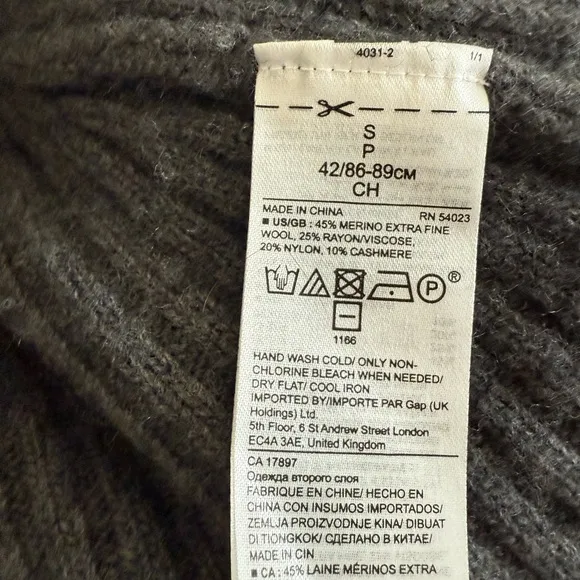 4031-2 1/1
S
P
42/86-89CM
CH
MADE IN CHINA RN 54023
■ US/GB : 45% MERINO EXTRA FINE
WOOL, 25% RAYON/VISCOSE,
20% NYLON, 10% CASHMERE
P ®
1166
HAND WASH COLD/ ONLY NON-
CHLORINE BLEACH WHEN NEEDED/
DRY FLAT/ COOL IRON
IMPORTED BY/IMPORTE PAR Gap (UK
Holdings) Ltd.
5th Floor, 6 St Andrew Street London
EC4A 3AE, United Kingdom
CA 17897
Одежда второго слоя
FABRIQUE EN CHINE/ HECHO EN
CHINA CON INSUMOS IMPORTADOS/
ZEMLJA PROIZVODNJE KINA/ DIBUAT
DI TIONGKOK/ СДЕЛАНО В КИТАЕ/
MADE IN CIN
■ CA : 45% LAINE MÉRINOS EXTRA